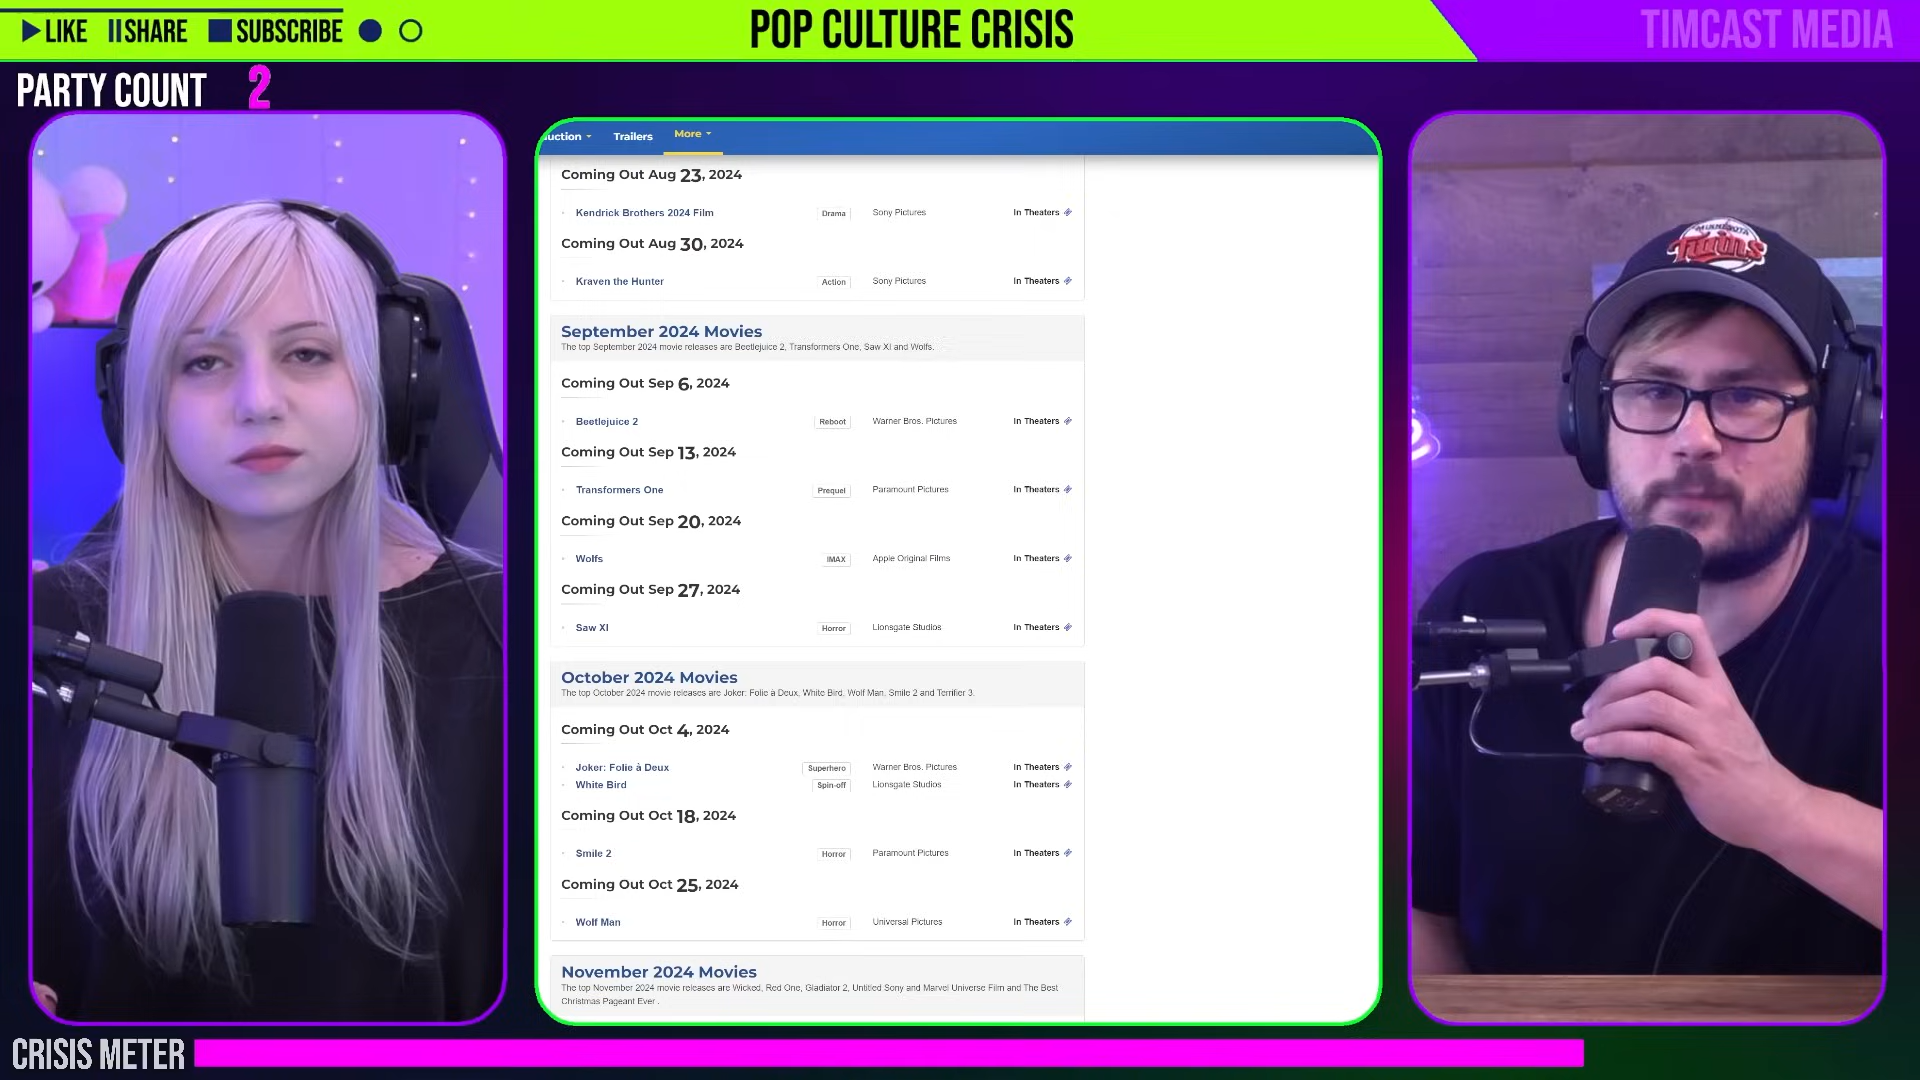 LIKE SHARE SUBSCRIBE
POP CULTURE CRISIS
TIMCAST MEDIA
PARTY COUNT 2
uction Trailers More
Coming Out Aug 23, 2024
Kendrick Brothers 2024 Film Drama Sony Pictures In Theaters
Coming Out Aug 30, 2024
Kraven the Hunter Action Sony Pictures In Theaters
September 2024 Movies
The top September 2024 movie releases are Beetlejuice 2, Transformers One, Saw XI and Wolfs.
Coming Out Sep 6, 2024
Beetlejuice 2 Reboot Warner Bros. Pictures In Theaters
Coming Out Sep 13, 2024
Transformers One Prequel Paramount Pictures In Theaters
Coming Out Sep 20, 2024
Wolfs IMAX Apple Original Films In Theaters
Coming Out Sep 27, 2024
Saw XI Horror Lionsgate Studios In Theaters
October 2024 Movies
The top October 2024 movie releases are Joker: Folie à Deux, White Bird, Wolf Man, Smile 2 and Terrifier 3.
Coming Out Oct 4, 2024
Joker: Folie à Deux Superhero Warner Bros. Pictures In Theaters
White Bird Spin-off Lionsgate Studios In Theaters
Coming Out Oct 18, 2024
Smile 2 Horror Paramount Pictures In Theaters
Coming Out Oct 25, 2024
Wolf Man Horror Universal Pictures In Theaters
November 2024 Movies
The top November 2024 movie releases are Wicked, Red One, Gladiator 2, Untitled Sony and Marvel Universe Film and The Best
Christmas Pageant Ever .
MINNESOTA
Twins
CRISIS METER